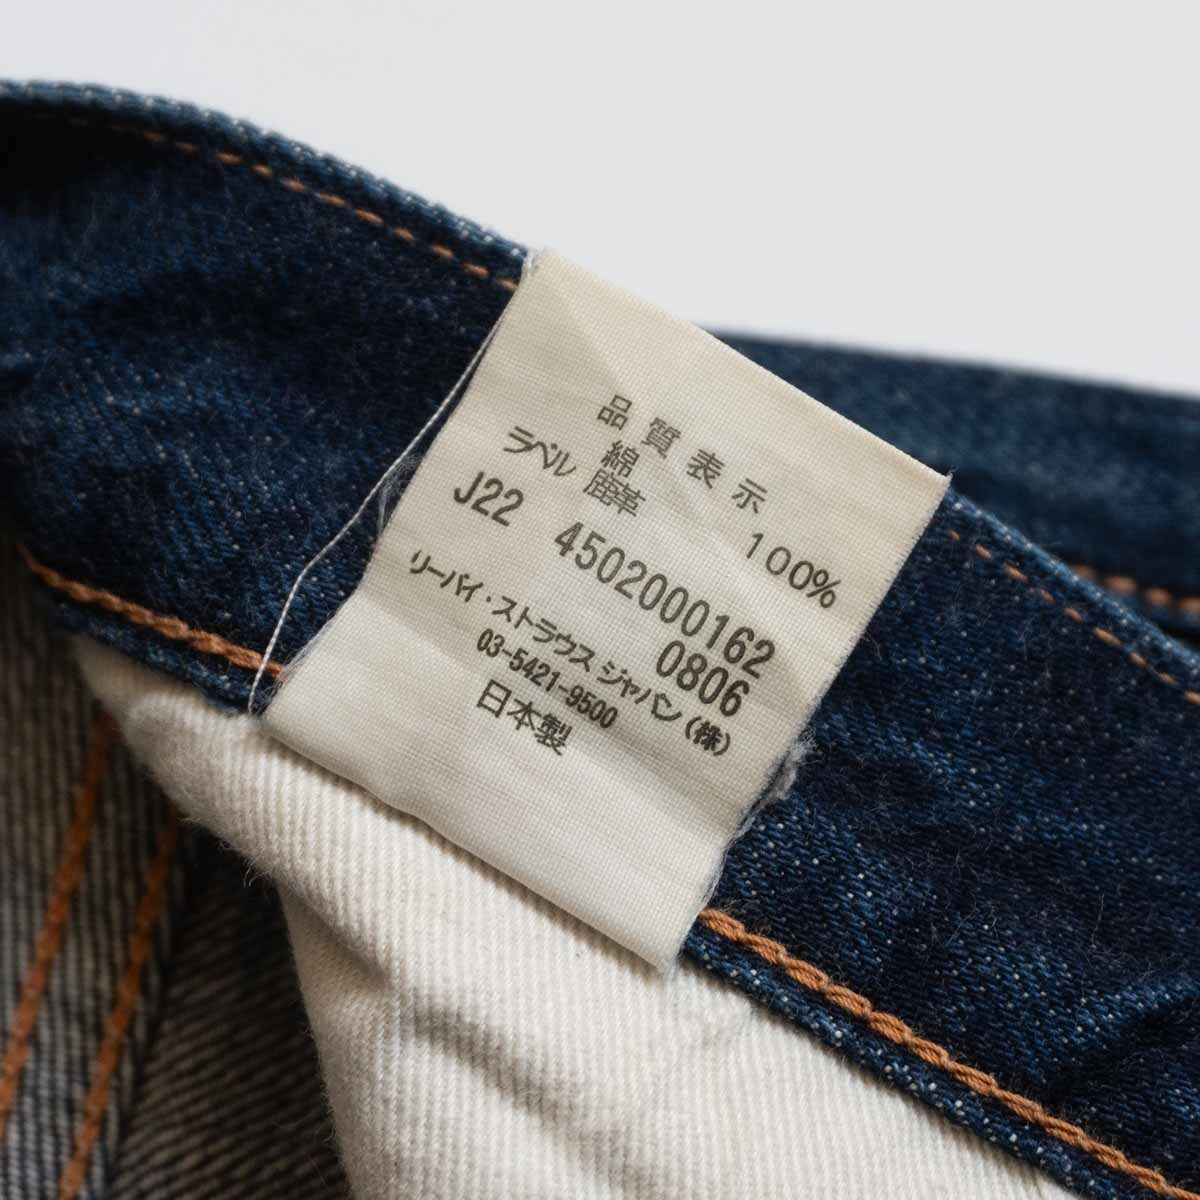 品質表示
綿 100%
ラベル 鹿革
J22 4502000162
0806
リーバイ・ストラウス ジャパン(株)
03-5421-9500
日本製